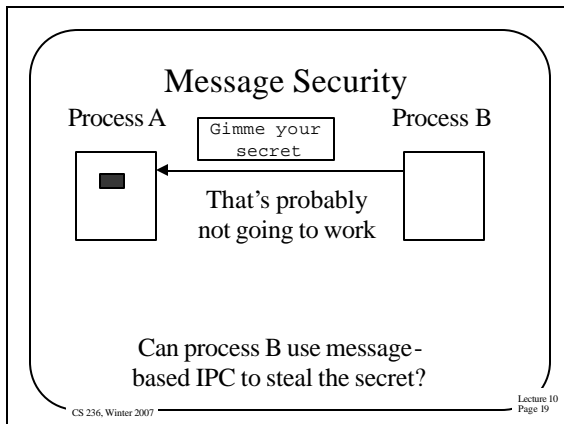 Message Security
Process A
Process B
Gimme your
secret
That's probably
not going to work
Can process B use message-
based IPC to steal the secret?
CS 236, Winter 2007
Lecture 10
Page 19